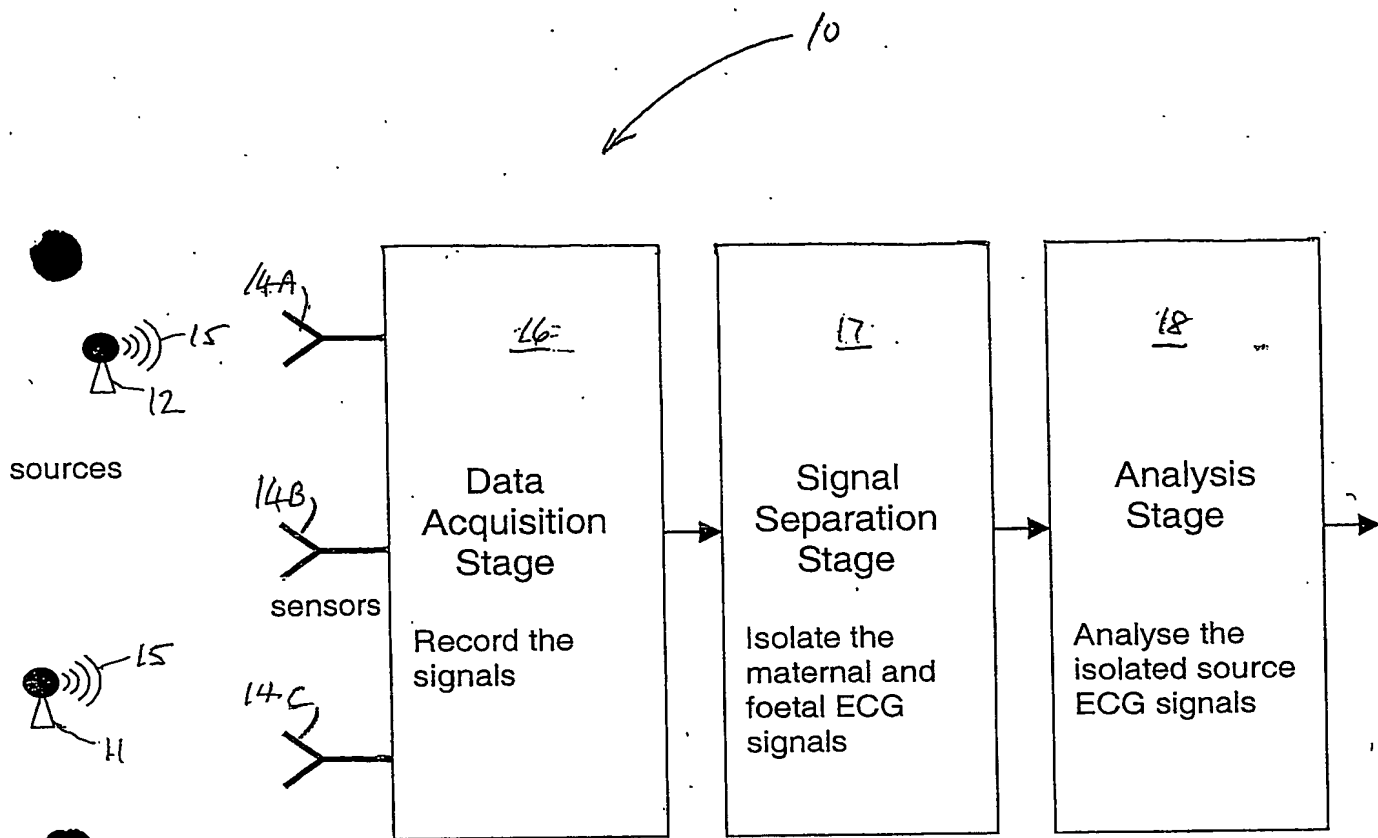 10
14A
15
12
sources
14B
sensors
15
11
14C
16
Data
Acquisition
Stage
Record the
signals
17
Signal
Separation
Stage
Isolate the
maternal and
foetal ECG
signals
18
Analysis
Stage
Analyse the
isolated source
ECG signals